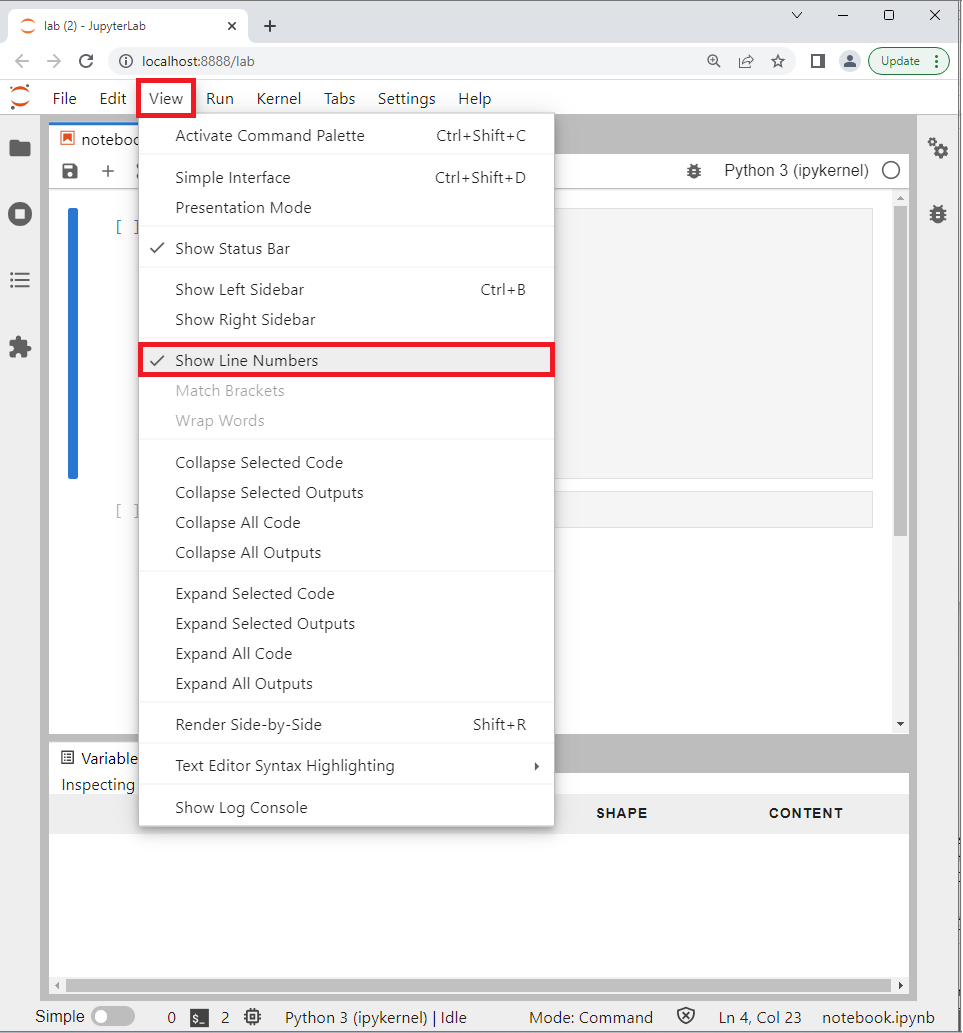 lab (2) - JupyterLab
localhost:8888/lab
Update
File Edit View Run Kernel Tabs Settings Help
Activate Command Palette Ctrl+Shift+C
Simple Interface Ctrl+Shift+D
Presentation Mode
Show Status Bar
Show Left Sidebar Ctrl+B
Show Right Sidebar
Show Line Numbers
Match Brackets
Wrap Words
Collapse Selected Code
Collapse Selected Outputs
Collapse All Code
Collapse All Outputs
Expand Selected Code
Expand Selected Outputs
Expand All Code
Expand All Outputs
Render Side-by-Side Shift+R
Text Editor Syntax Highlighting
Show Log Console
noteboo
Python 3 (ipykernel)
[ ]
[ ]
Variable
Inspecting
SHAPE CONTENT
Simple 0 $_ 2 Python 3 (ipykernel) | Idle Mode: Command Ln 4, Col 23 notebook.ipynb